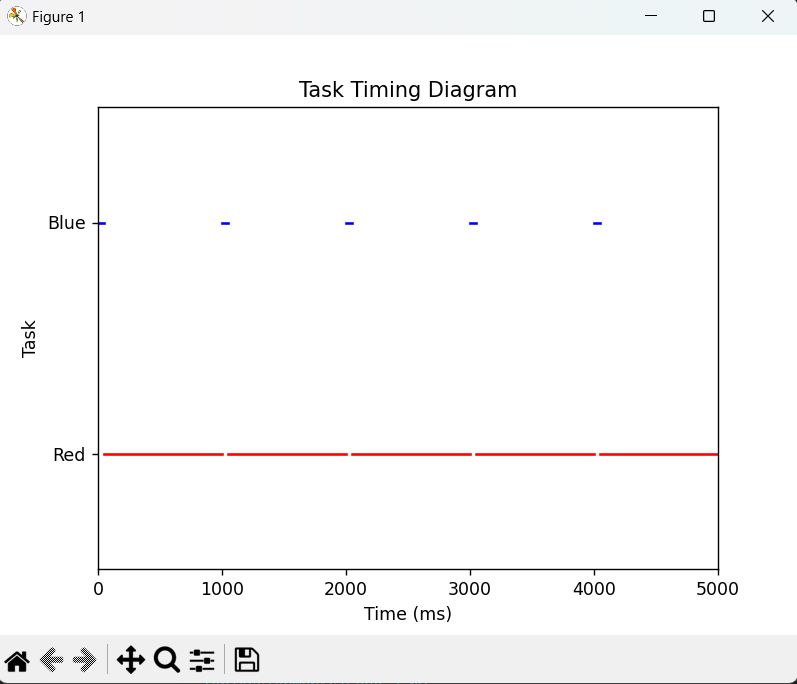 Figure 1
Task Timing Diagram
Blue
Task
Red
0 1000 2000 3000 4000 5000
Time (ms)